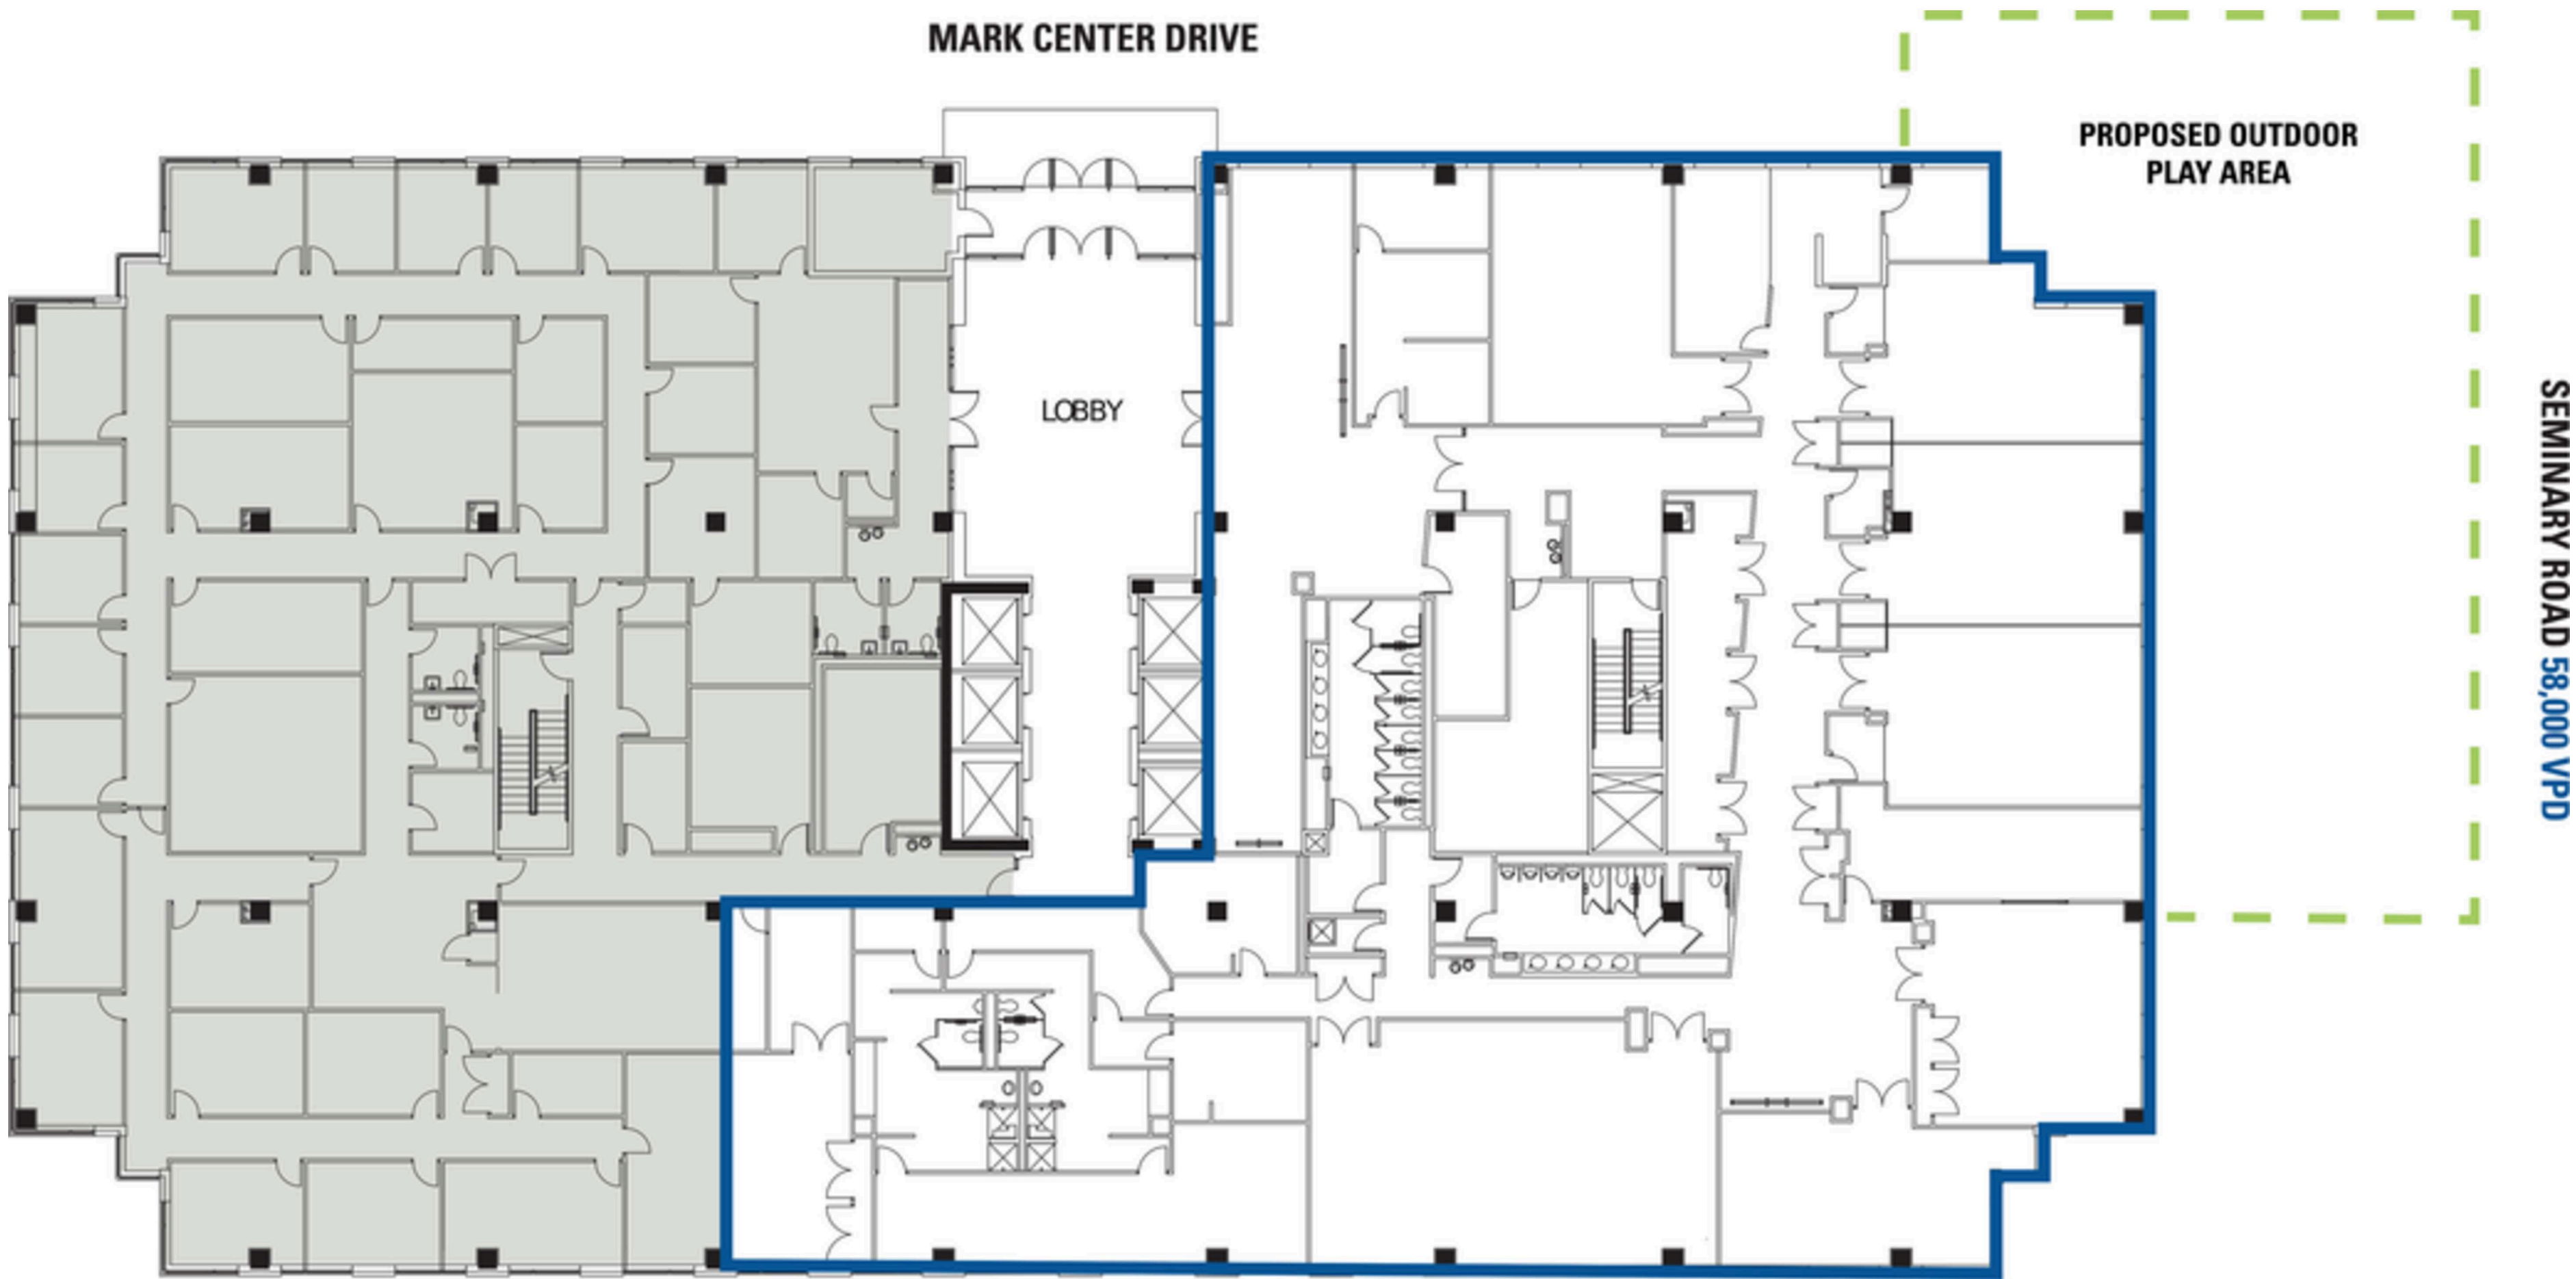 MARK CENTER DRIVE
PROPOSED OUTDOOR
PLAY AREA
LOBBY
SEMINARY ROAD 58,000 VPD